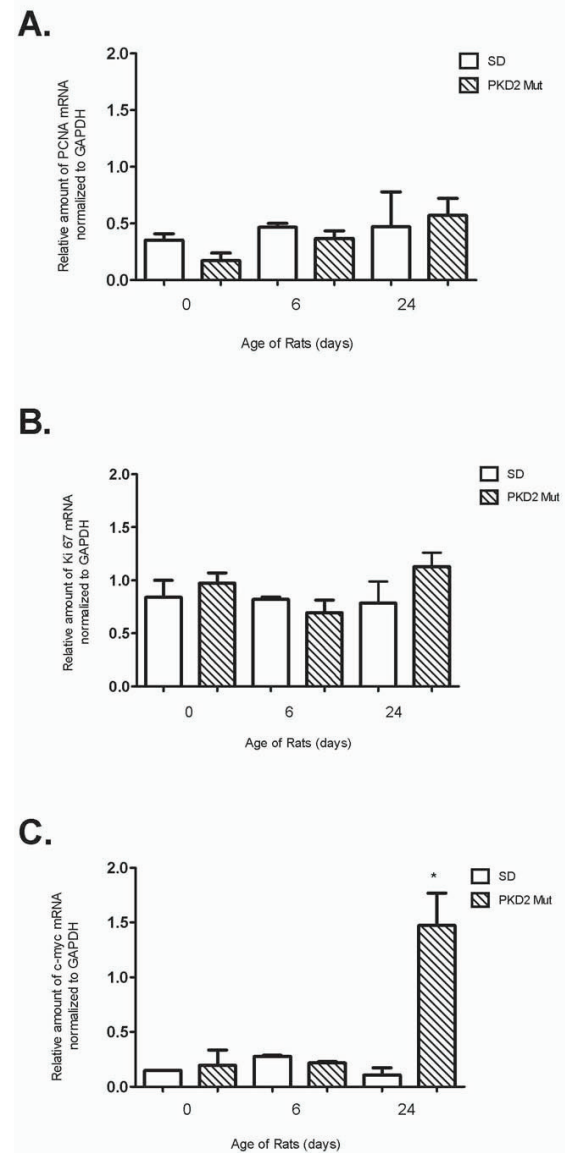 A.
Relative amount of PCNA mRNA
normalized to GAPDH
2.0
1.5
1.0
0.5
0.0
SD
PKD2 Mut
0 6 24
Age of Rats (days)
B.
Relative amount of Ki 67 mRNA
normalized to GAPDH
2.0
1.5
1.0
0.5
0.0
SD
PKD2 Mut
0 6 24
Age of Rats (days)
C.
Relative amount of c-myc mRNA
normalized to GAPDH
2.0
1.5
1.0
0.5
0.0
*
SD
PKD2 Mut
0 6 24
Age of Rats (days)